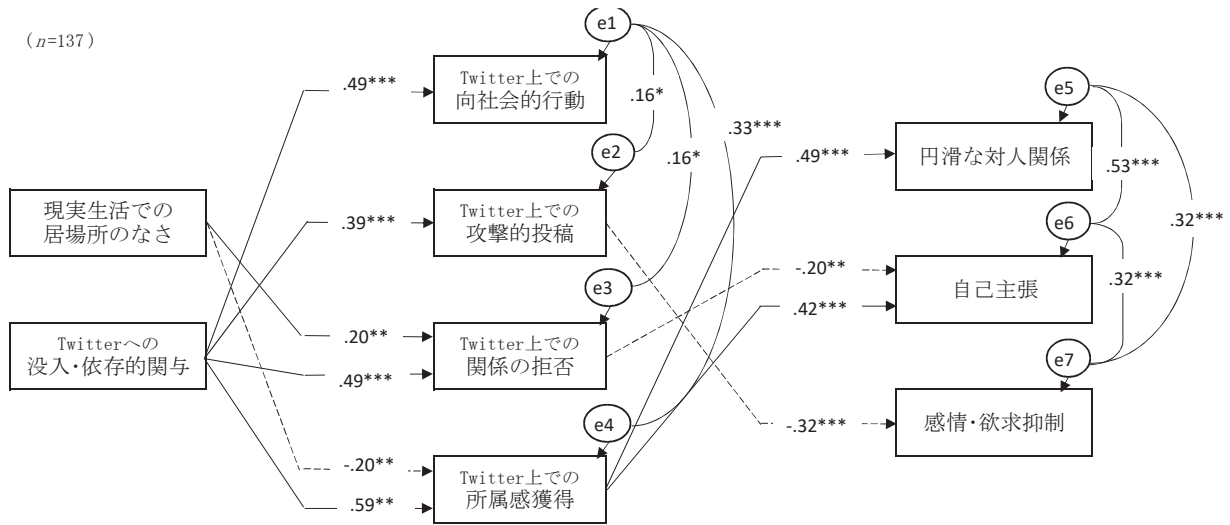 (n=137)
e1
.49***
Twitter上での
向社会的行動
.16*
.33***
e5
e2
.16*
.49***
円滑な対人関係
.53***
現実生活での
居場所のなさ
.39***
Twitter上での
攻撃的投稿
.32***
e6
e3
-.20**
.32***
自己主張
.42***
Twitterへの
没入・依存的関与
.20**
Twitter上での
関係の拒否
.49***
e7
e4
-.32***
感情・欲求抑制
-.20**
Twitter上での
所属感獲得
.59**